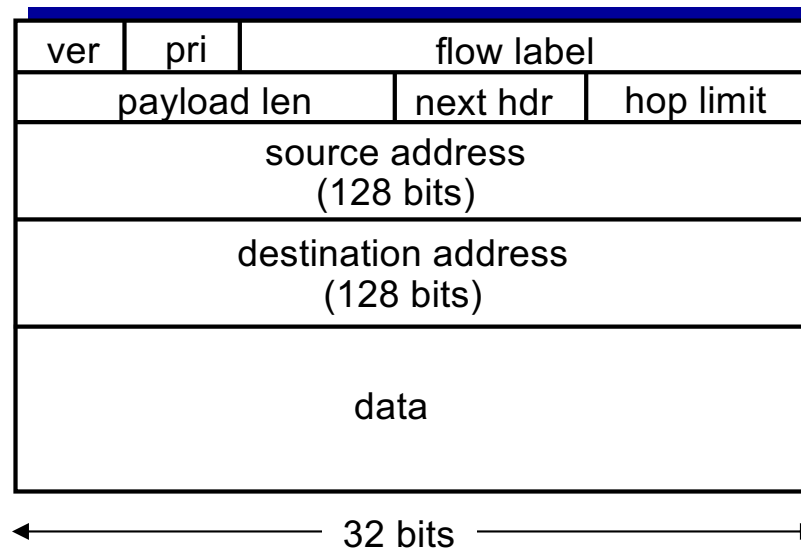 ver pri flow label
payload len next hdr hop limit
source address
(128 bits)
destination address
(128 bits)
data
32 bits